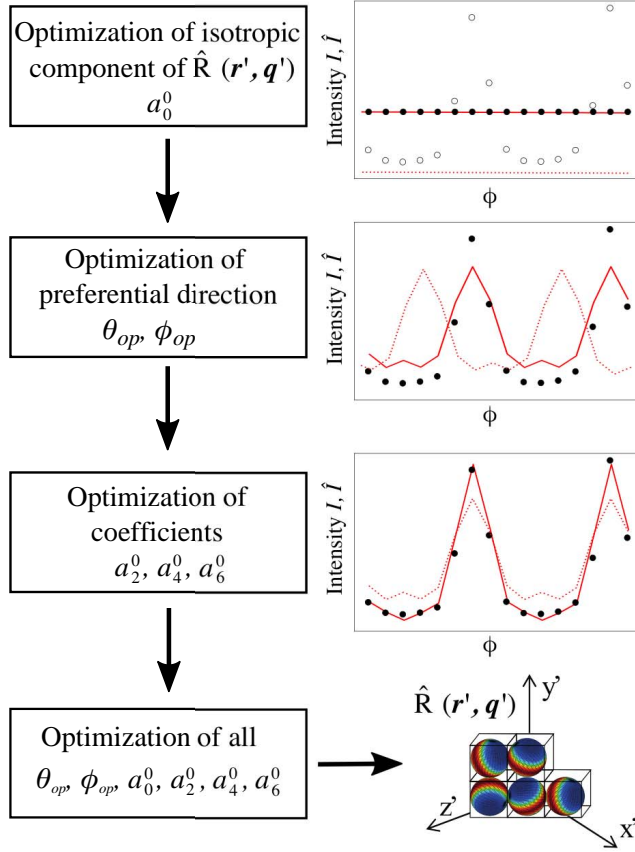 Optimization of isotropic
component of R̂ (r', q')
a₀⁰
Intensity I, Î
ϕ
Optimization of
preferential direction
θₒₚ, ϕₒₚ
Intensity I, Î
ϕ
Optimization of
coefficients
a₂⁰, a₄⁰, a₆⁰
Intensity I, Î
ϕ
Optimization of all
θₒₚ, ϕₒₚ, a₀⁰, a₂⁰, a₄⁰, a₆⁰
R̂ (r', q')
y'
z'
x'